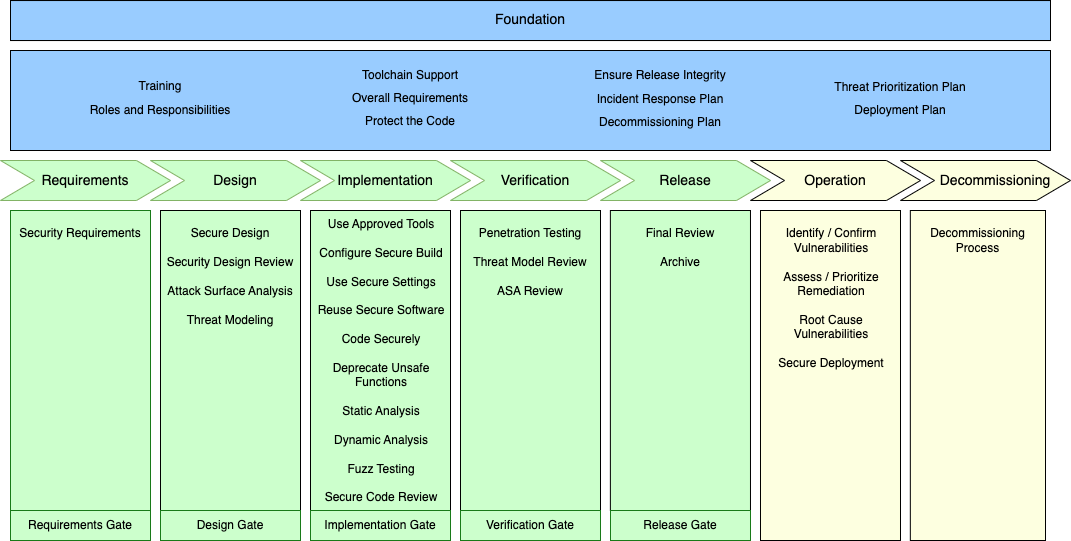 Foundation
Training
Roles and Responsibilities
Toolchain Support
Overall Requirements
Protect the Code
Ensure Release Integrity
Incident Response Plan
Decommissioning Plan
Threat Prioritization Plan
Deployment Plan
Requirements
Design
Implementation
Verification
Release
Operation
Decommissioning
Security Requirements
Requirements Gate
Secure Design
Security Design Review
Attack Surface Analysis
Threat Modeling
Design Gate
Use Approved Tools
Configure Secure Build
Use Secure Settings
Reuse Secure Software
Code Securely
Deprecate Unsafe
Functions
Static Analysis
Dynamic Analysis
Fuzz Testing
Secure Code Review
Implementation Gate
Penetration Testing
Threat Model Review
ASA Review
Verification Gate
Final Review
Archive
Release Gate
Identify / Confirm
Vulnerabilities
Assess / Prioritize
Remediation
Root Cause
Vulnerabilities
Secure Deployment
Decommissioning
Process